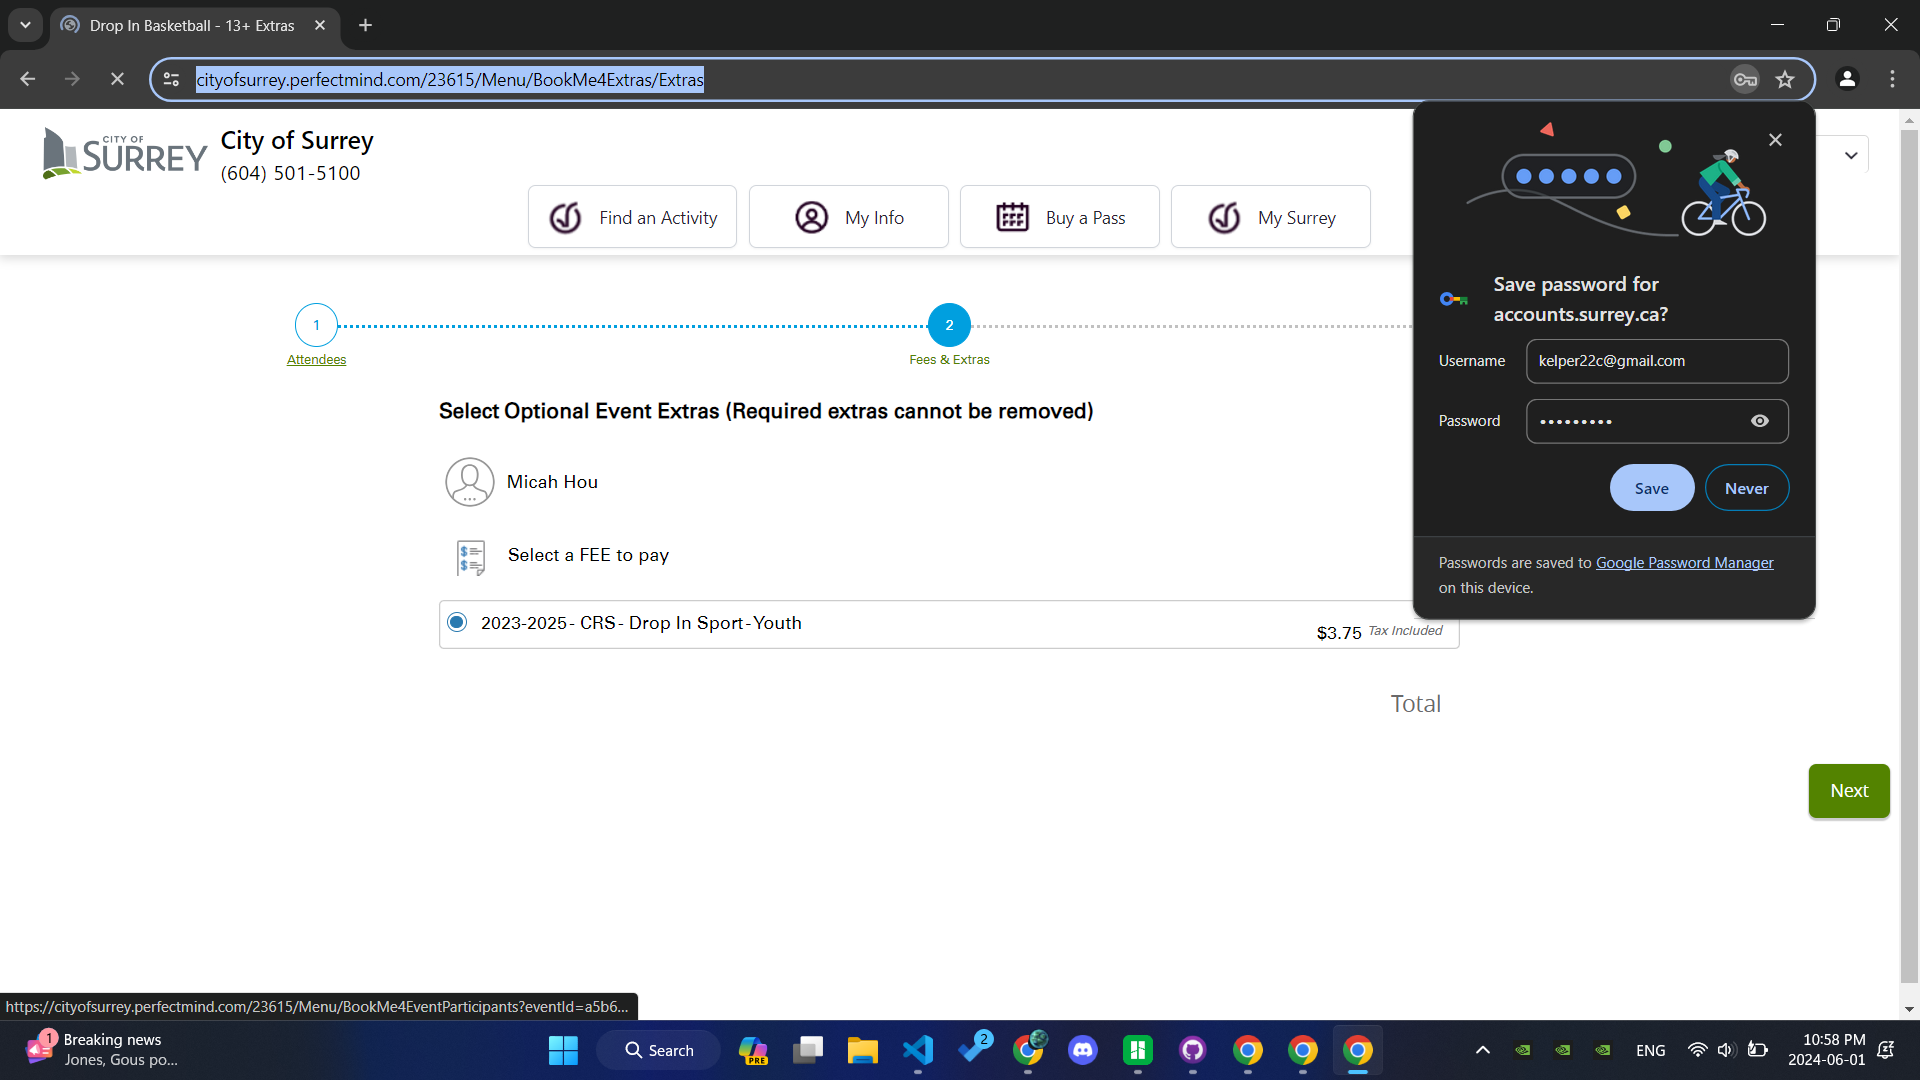 Drop In Basketball - 13+ Extras
cityofsurrey.perfectmind.com/23615/Menu/BookMe4Extras/Extras
CITY OF
SURREY
City of Surrey
(604) 501-5100
Find an Activity
My Info
Buy a Pass
My Surrey
1
Attendees
2
Fees & Extras
Select Optional Event Extras (Required extras cannot be removed)
Micah Hou
Select a FEE to pay
2023-2025- CRS- Drop In Sport-Youth
$3.75 Tax Included
Total
Next
Save password for
accounts.surrey.ca?
Username
kelper22c@gmail.com
Password
•••••••••
Save
Never
Passwords are saved to Google Password Manager
on this device.
https://cityofsurrey.perfectmind.com/23615/Menu/BookMe4EventParticipants?eventId=a5b6...
1
Breaking news
Jones, Gous po...
Search
PRE
2
ENG
10:58 PM
2024-06-01